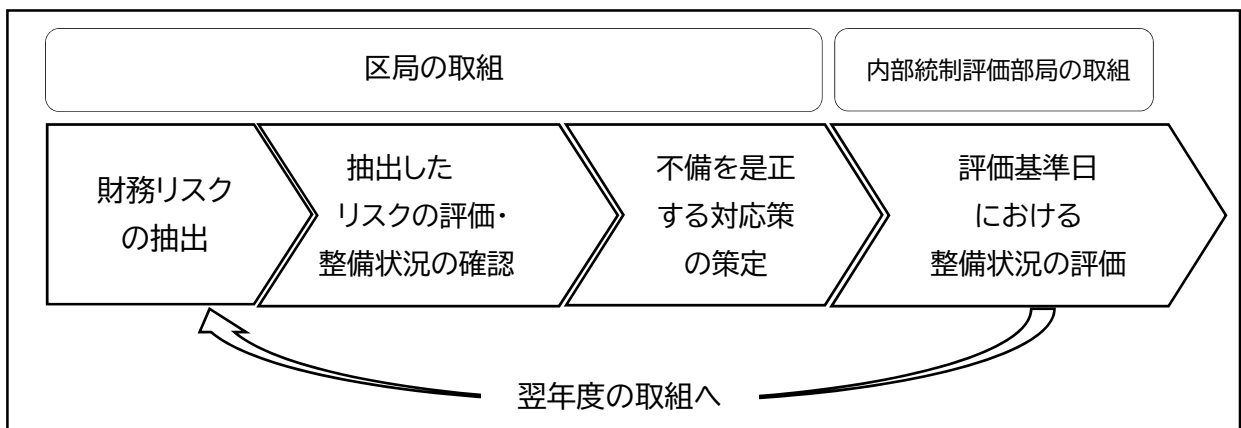 区局の取組
内部統制評価部局の取組
財務リスク
の抽出
抽出した
リスクの評価・
整備状況の確認
不備を是正
する対応策
の策定
評価基準日
における
整備状況の評価
翌年度の取組へ